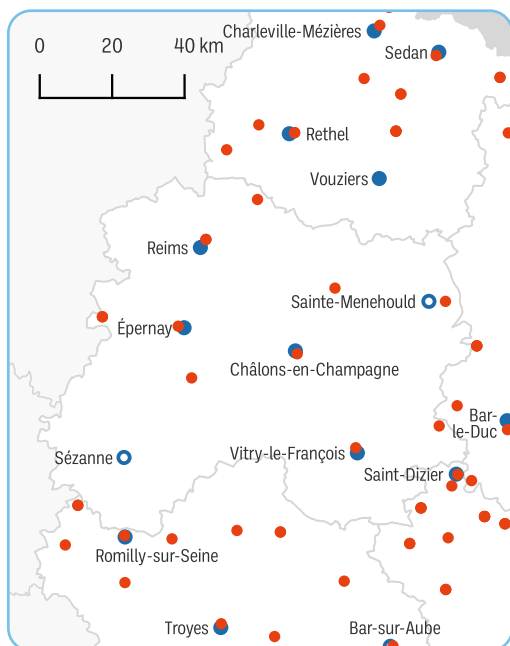 Charleville-Mézières
0 20 40 km
Sedan
Rethel
Vouziers
Reims
Sainte-Menehould
Épernay
Châlons-en-Champagne
Bar-
le-Duc
Vitry-le-François
Sézanne
Saint-Dizier
Romilly-sur-Seine
Troyes
Bar-sur-Aube